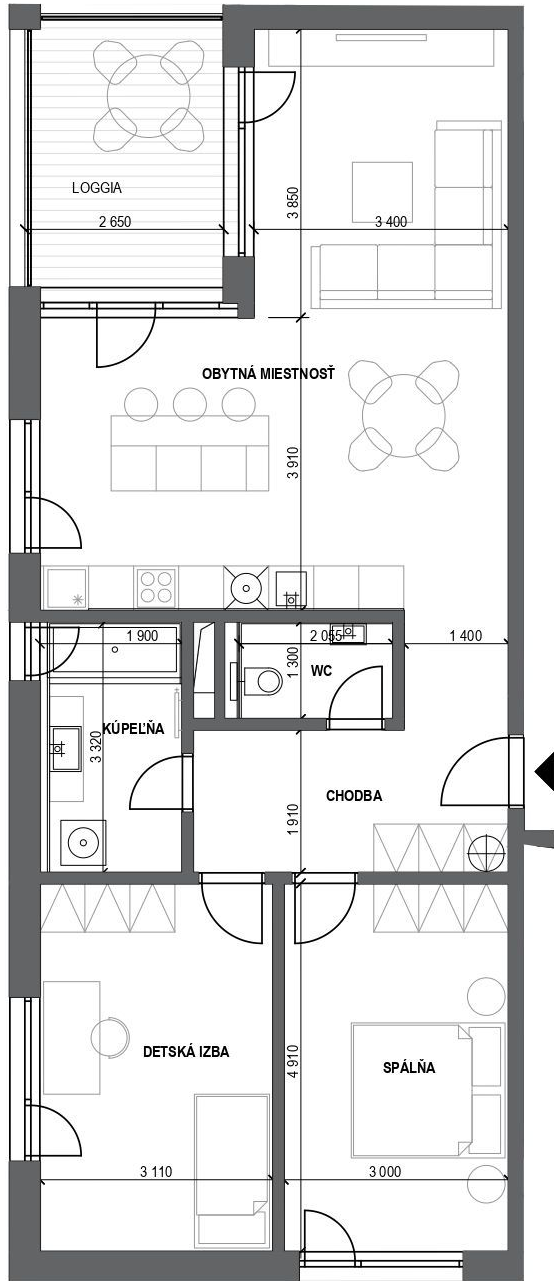 LOGGIA
2 650
3 850
3 400
OBYTNÁ MIESTNOSŤ
3 910
1 900
2 055
1 400
1 300
WC
KÚPEĽŇA
3 320
CHODBA
1 910
DETSKÁ IZBA
4 910
SPÁLŇA
3 110
3 000